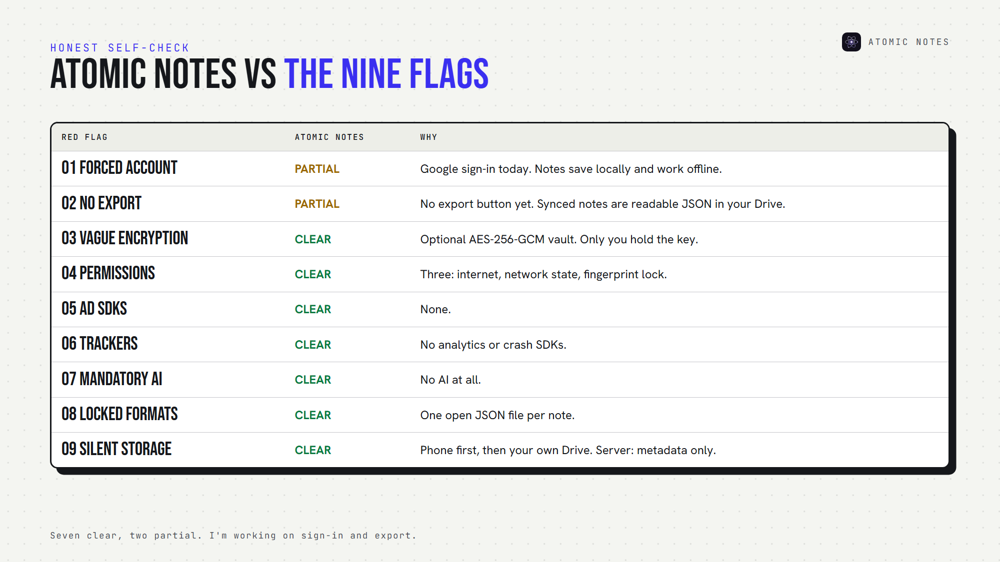 HONEST SELF-CHECK
ATOMIC NOTES VS THE NINE FLAGS
ATOMIC NOTES
RED FLAG ATOMIC NOTES WHY
01 FORCED ACCOUNT PARTIAL Google sign-in today. Notes save locally and work offline.
02 NO EXPORT PARTIAL No export button yet. Synced notes are readable JSON in your Drive.
03 VAGUE ENCRYPTION CLEAR Optional AES-256-GCM vault. Only you hold the key.
04 PERMISSIONS CLEAR Three: internet, network state, fingerprint lock.
05 AD SDKS CLEAR None.
06 TRACKERS CLEAR No analytics or crash SDKs.
07 MANDATORY AI CLEAR No AI at all.
08 LOCKED FORMATS CLEAR One open JSON file per note.
09 SILENT STORAGE CLEAR Phone first, then your own Drive. Server: metadata only.
Seven clear, two partial. I'm working on sign-in and export.